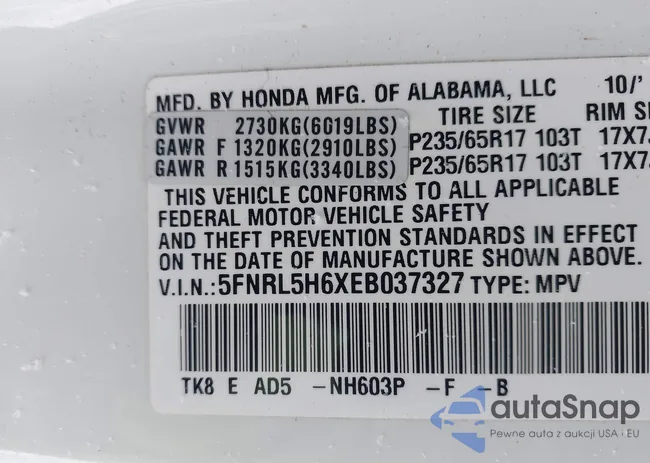 MFD. BY HONDA MFG. OF ALABAMA, LLC 10/'
TIRE SIZE RIM SI
GVWR 2730KG(6019LBS)
GAWR F 1320KG(2910LBS) P235/65R17 103T 17X7
GAWR R 1515KG(3340LBS) P235/65R17 103T 17X7
THIS VEHICLE CONFORMS TO ALL APPLICABLE
FEDERAL MOTOR VEHICLE SAFETY
AND THEFT PREVENTION STANDARDS IN EFFECT
ON THE DATE OF MANUFACTURE SHOWN ABOVE.
V.I.N.:5FNRL5H6XEB037327 TYPE: MPV
TK8 E AD5 -NH603P -F -B
autaSnap
Pewne auta z aukcji USA i EU